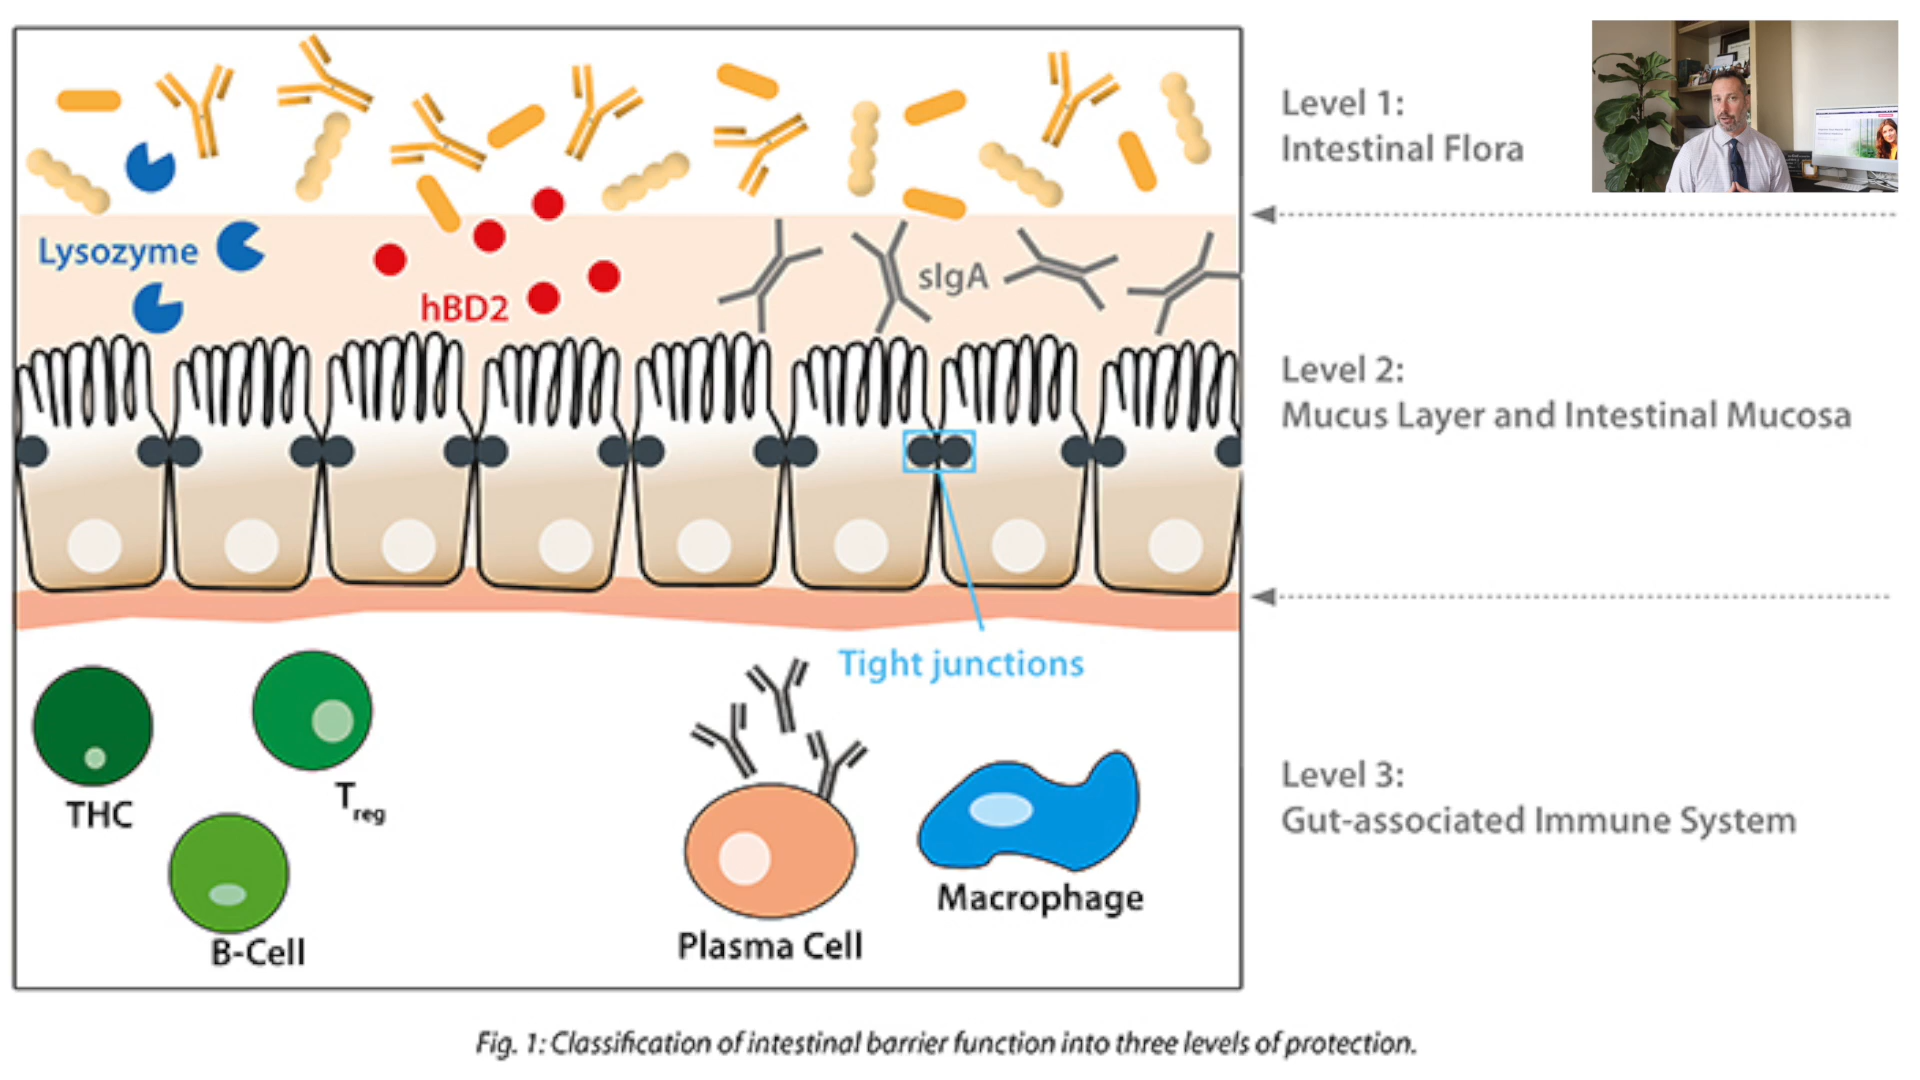 Level 1:
Intestinal Flora
Lysozyme
hBD2
sIgA
Level 2:
Mucus Layer and Intestinal Mucosa
Tight junctions
THC
Treg
B-Cell
Plasma Cell
Macrophage
Level 3:
Gut-associated Immune System
Fig. 1: Classification of intestinal barrier function into three levels of protection.